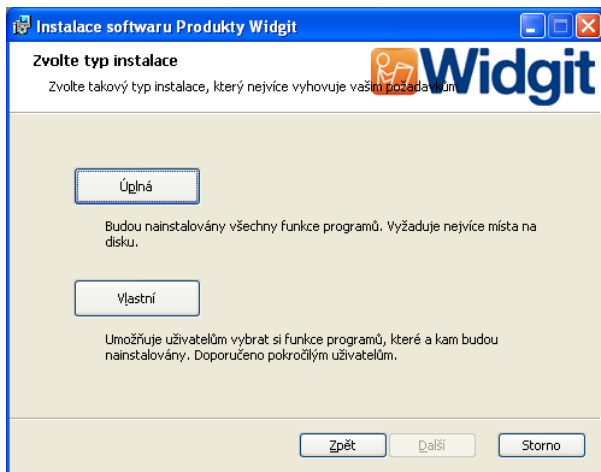 Instalace softwaru Produkty Widgit
Zvolte typ instalace
Zvolte takový typ instalace, který nejvíce vyhovuje vašim požadavkům.
Widgit
Úplná
Budou nainstalovány všechny funkce programů. Vyžaduje nejvíce místa na
disku.
Vlastní
Umožňuje uživatelům vybrat si funkce programů, které a kam budou
nainstalovány. Doporučeno pokročilým uživatelům.
Zpět
Další
Storno